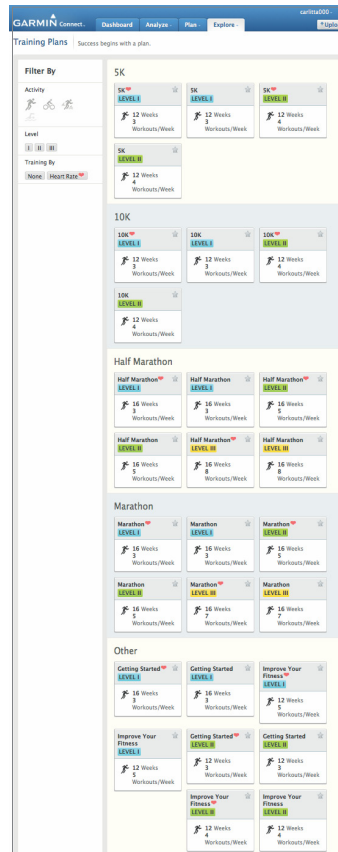 sarlitta000
GARMIN Connect.
Dashboard
Analyze
Plan
Explore
Training Plans
Success begins with a plan.
Filter By
Activity
Level
I
II
III
Training By
None
Heart Rate
5K
5K
LEVEL I
12 Weeks
3
Workouts/Week
5K
LEVEL I
12 Weeks
3
Workouts/Week
5K
LEVEL II
12 Weeks
4
Workouts/Week
5K
LEVEL II
12 Weeks
4
Workouts/Week
10K
10K
LEVEL I
12 Weeks
3
Workouts/Week
10K
LEVEL I
12 Weeks
3
Workouts/Week
10K
LEVEL II
12 Weeks
4
Workouts/Week
10K
LEVEL II
12 Weeks
4
Workouts/Week
Half Marathon
Half Marathon
LEVEL I
16 Weeks
3
Workouts/Week
Half Marathon
LEVEL I
16 Weeks
3
Workouts/Week
Half Marathon
LEVEL II
16 Weeks
5
Workouts/Week
Half Marathon
LEVEL II
16 Weeks
5
Workouts/Week
Half Marathon
LEVEL III
16 Weeks
8
Workouts/Week
Half Marathon
LEVEL III
16 Weeks
8
Workouts/Week
Marathon
Marathon
LEVEL I
16 Weeks
3
Workouts/Week
Marathon
LEVEL I
16 Weeks
3
Workouts/Week
Marathon
LEVEL II
16 Weeks
5
Workouts/Week
Marathon
LEVEL II
16 Weeks
5
Workouts/Week
Marathon
LEVEL III
16 Weeks
7
Workouts/Week
Marathon
LEVEL III
16 Weeks
7
Workouts/Week
Other
Getting Started
LEVEL I
16 Weeks
3
Workouts/Week
Getting Started
LEVEL I
16 Weeks
3
Workouts/Week
Improve Your
Fitness
LEVEL I
12 Weeks
5
Workouts/Week
Improve Your
Fitness
LEVEL I
12 Weeks
5
Workouts/Week
Getting Started
LEVEL II
12 Weeks
3
Workouts/Week
Getting Started
LEVEL II
12 Weeks
3
Workouts/Week
Improve Your
Fitness
LEVEL II
12 Weeks
4
Workouts/Week
Improve Your
Fitness
LEVEL II
12 Weeks
4
Workouts/Week